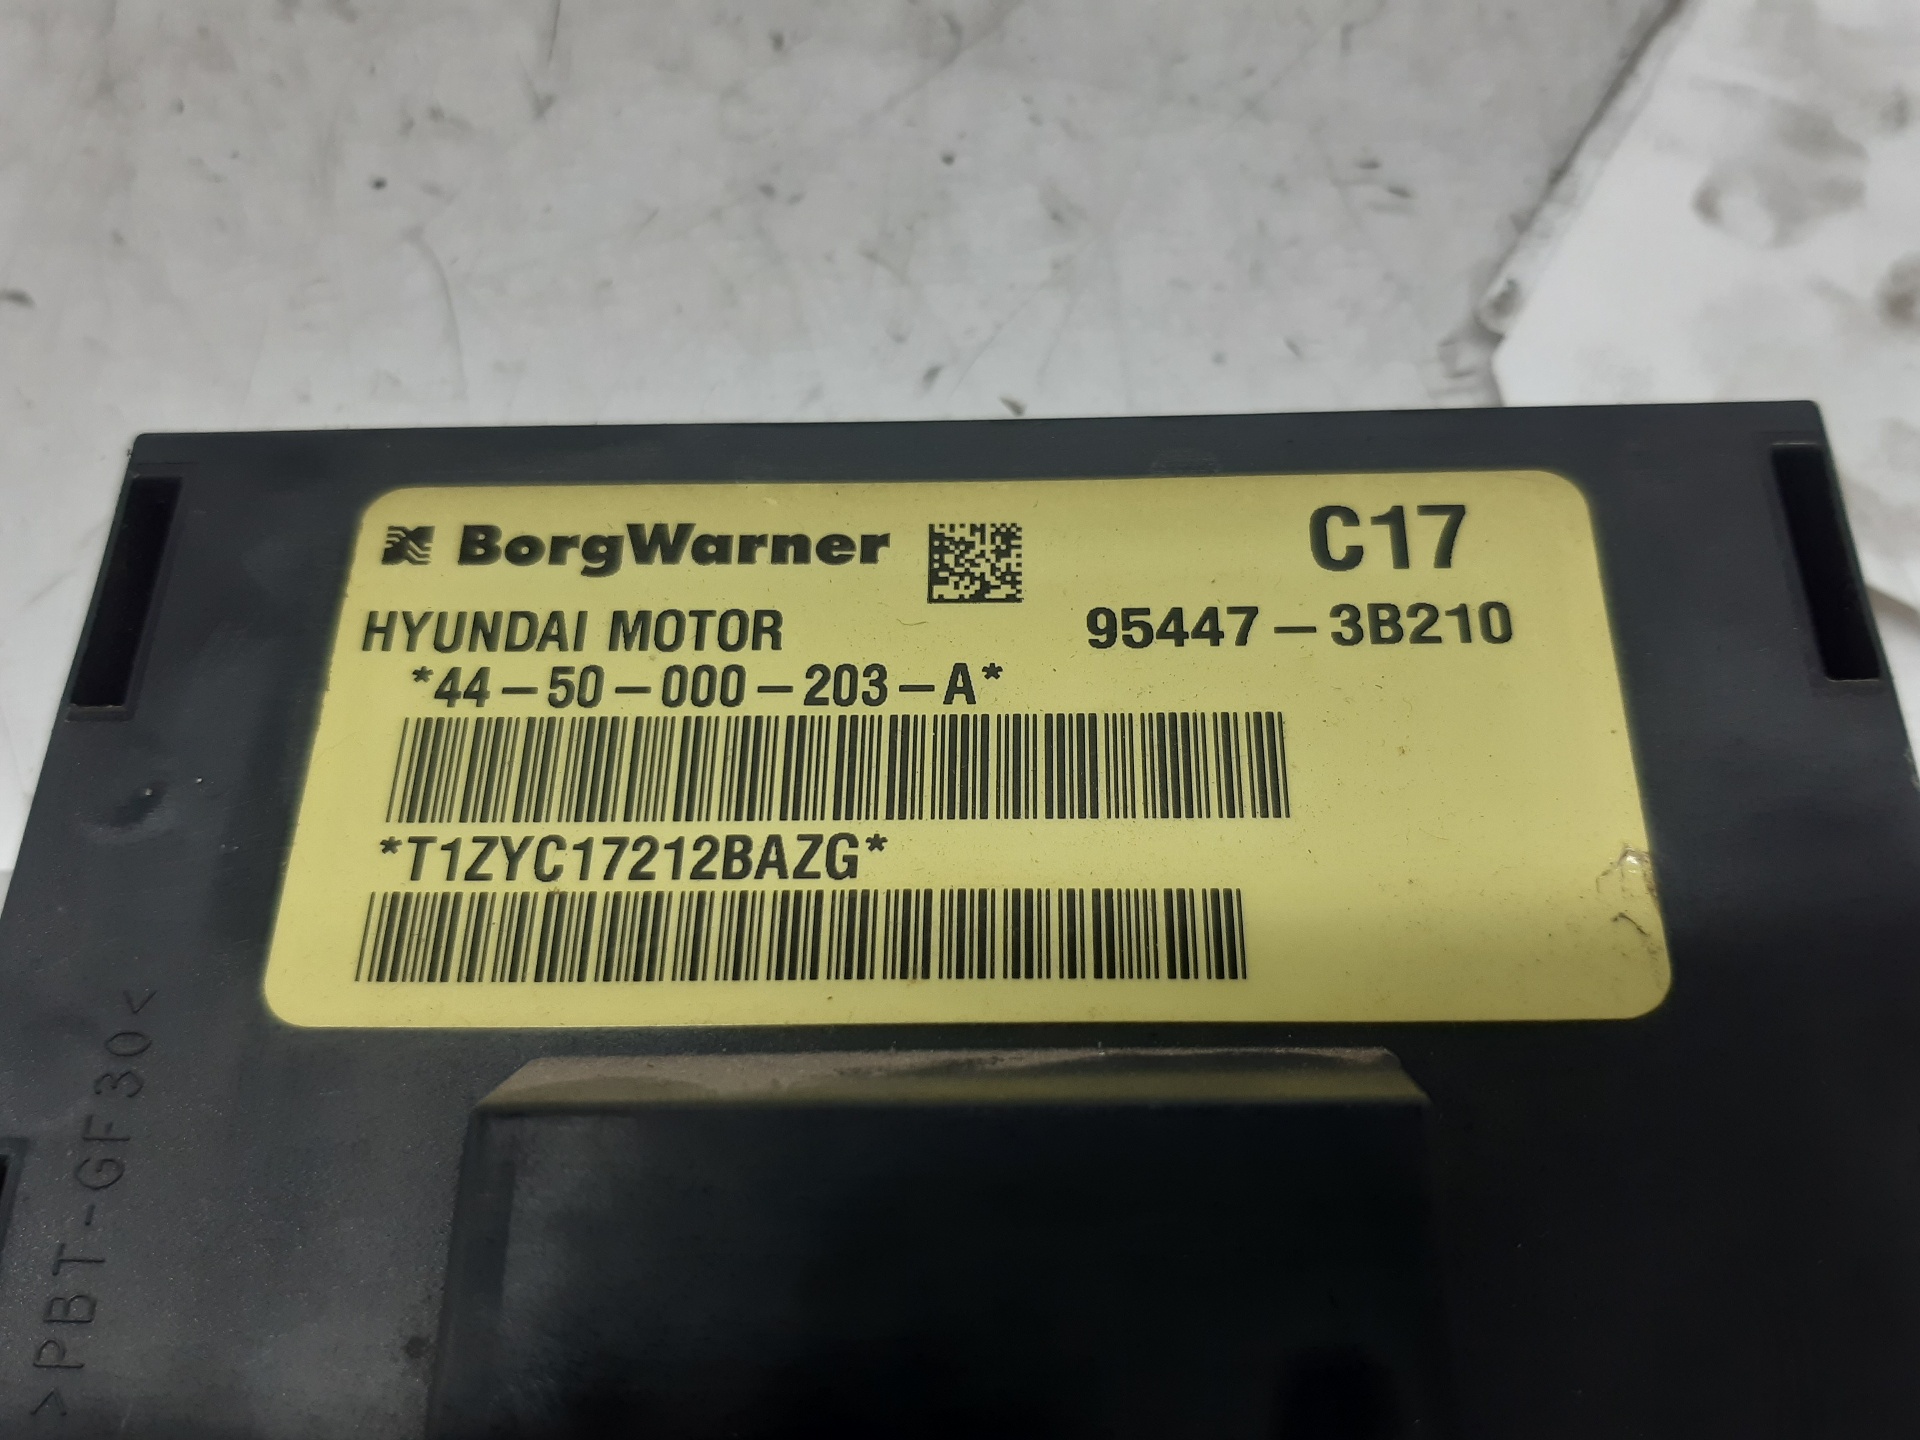 BorgWarner
C17
HYUNDAI MOTOR
95447-3B210
*44-50-000-203-A*
*T1ZYC17212BAZG*
>PBT-GF30<